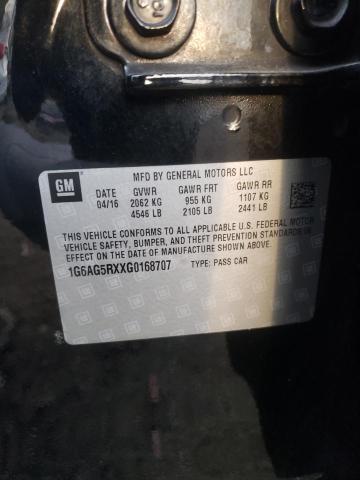 GM
MFD BY GENERAL MOTORS LLC
DATE GVWR GAWR FRT GAWR RR
04/16 2062 KG 955 KG 1107 KG
4546 LB 2105 LB 2441 LB
THIS VEHICLE CONFORMS TO ALL APPLICABLE U.S. FEDERAL MOTOR
VEHICLE SAFETY, BUMPER, AND THEFT PREVENTION STANDARDS IN
EFFECT ON THE DATE OF MANUFACTURE SHOWN ABOVE.
1G6AG5RXXG0168707 TYPE: PASS CAR